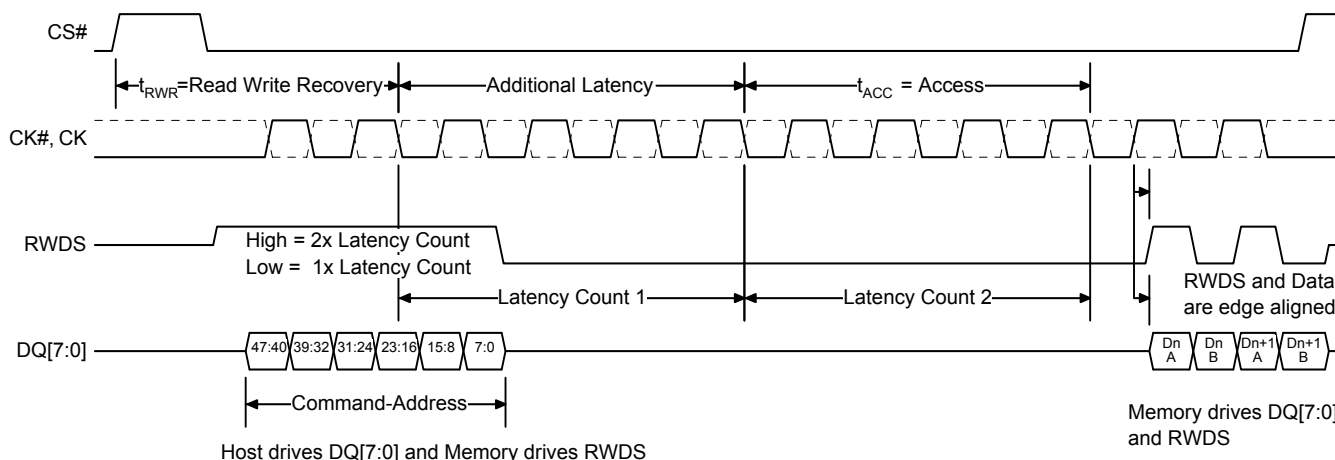 CS#
t_RWR=Read Write Recovery
Additional Latency
t_ACC = Access
CK#, CK
RWDS
High = 2x Latency Count
Low = 1x Latency Count
RWDS and Data
are edge aligned
Latency Count 1
Latency Count 2
DQ[7:0]
47:40 39:32 31:24 23:16 15:8 7:0
Dn A
Dn B
Dn+1 A
Dn+1 B
Command-Address
Memory drives DQ[7:0]
and RWDS
Host drives DQ[7:0] and Memory drives RWDS